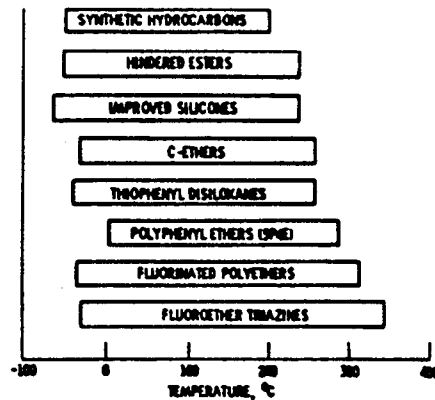 SYNTHETIC HYDROCARBONS
HINDERED ESTERS
IMPROVED SILICONES
C-ETHERS
THIOPHENYL DISILOXANES
POLYPHENYL ETHERS (5P4E)
FLUORINATED POLYETHERS
FLUOROETHER TRIAZINES
-100 0 100 200 300 400
TEMPERATURE, °C